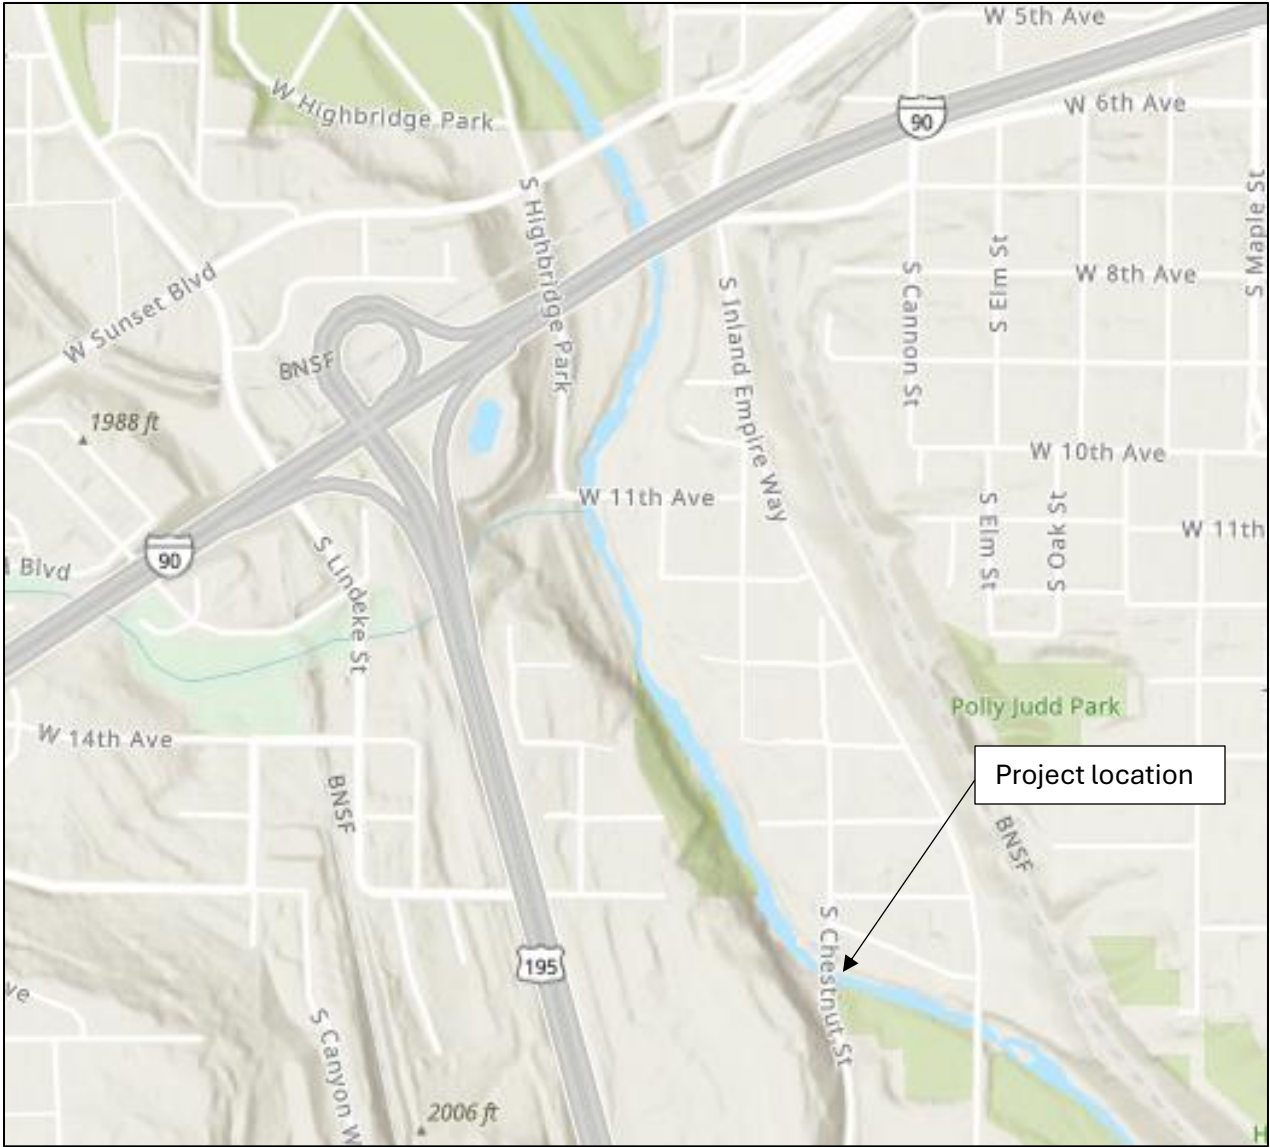 W 5th Ave
W 6th Ave
90
W Highbridge Park
S Highbridge Park
S Maple St
S Elm St
W 8th Ave
S Cannon St
W Sunset Blvd
S Inland Empire Way
BNSF
1988 ft
W 10th Ave
W 11th Ave
S Elm St
S Oak St
W 11th
90
Blvd
S Lindeke St
Polly Judd Park
W 14th Ave
Project location
BNSF
BNSF
S Chestnut St
195
ve
S Canyon W
2006 ft
H